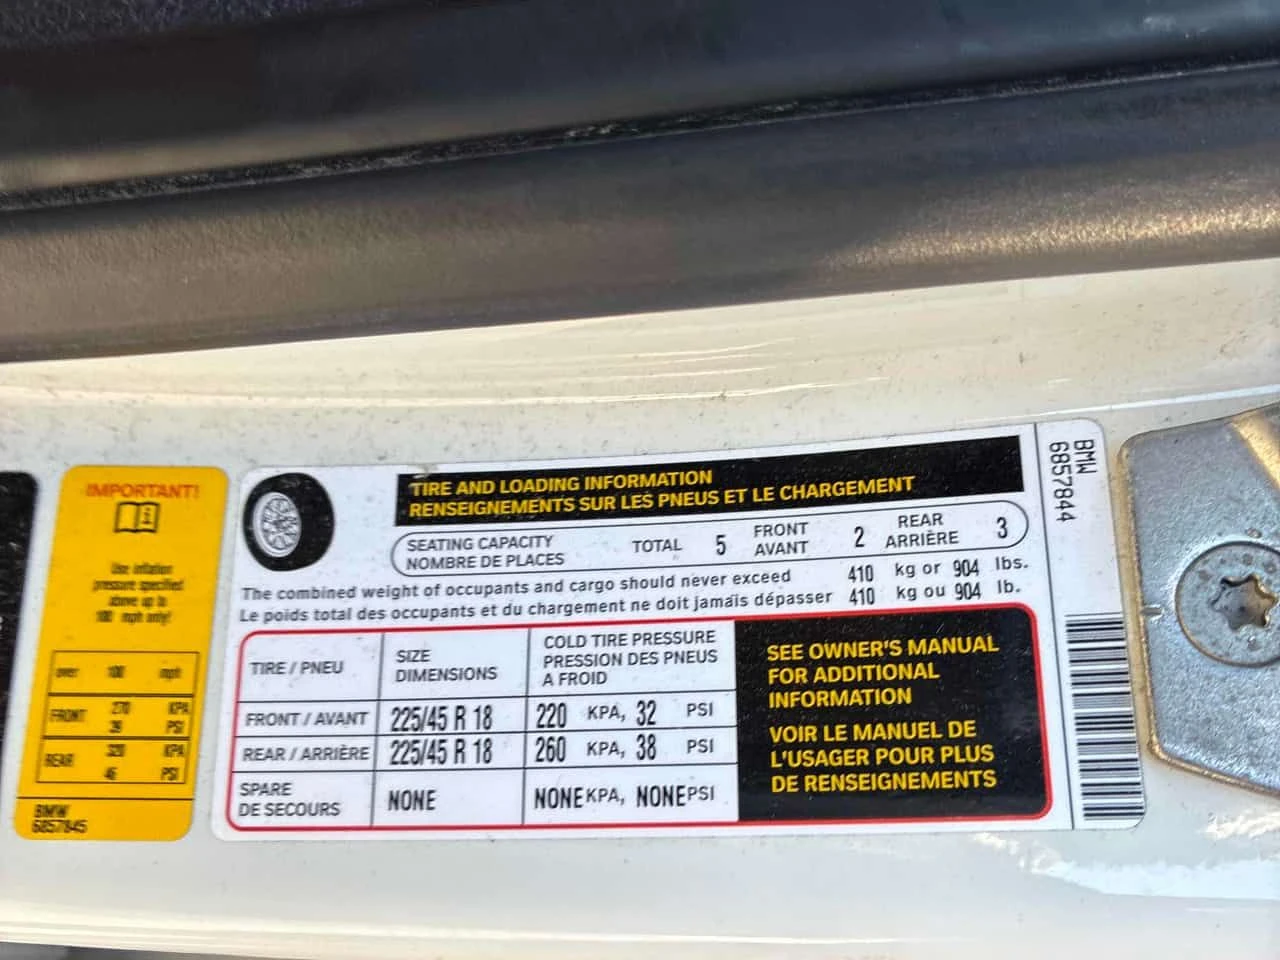 IMPORTANT!
Use inflation
pressure specified
above up to
100 mph only!
over 100 mph
FRONT 270 KPA
39 PSI
REAR 320 KPA
46 PSI
BMW
6857845
TIRE AND LOADING INFORMATION
RENSEIGNEMENTS SUR LES PNEUS ET LE CHARGEMENT
SEATING CAPACITY
NOMBRE DE PLACES
TOTAL 5
FRONT
AVANT
2
REAR
ARRIÈRE
3
The combined weight of occupants and cargo should never exceed 410 kg or 904 lbs.
Le poids total des occupants et du chargement ne doit jamais dépasser 410 kg ou 904 lb.
TIRE / PNEU
SIZE
DIMENSIONS
COLD TIRE PRESSURE
PRESSION DES PNEUS
A FROID
FRONT / AVANT 225/45 R 18 220 KPA, 32 PSI
REAR / ARRIÈRE 225/45 R 18 260 KPA, 38 PSI
SPARE
DE SECOURS
NONE NONE KPA, NONE PSI
SEE OWNER'S MANUAL
FOR ADDITIONAL
INFORMATION
VOIR LE MANUEL DE
L'USAGER POUR PLUS
DE RENSEIGNEMENTS
BMW
6857844